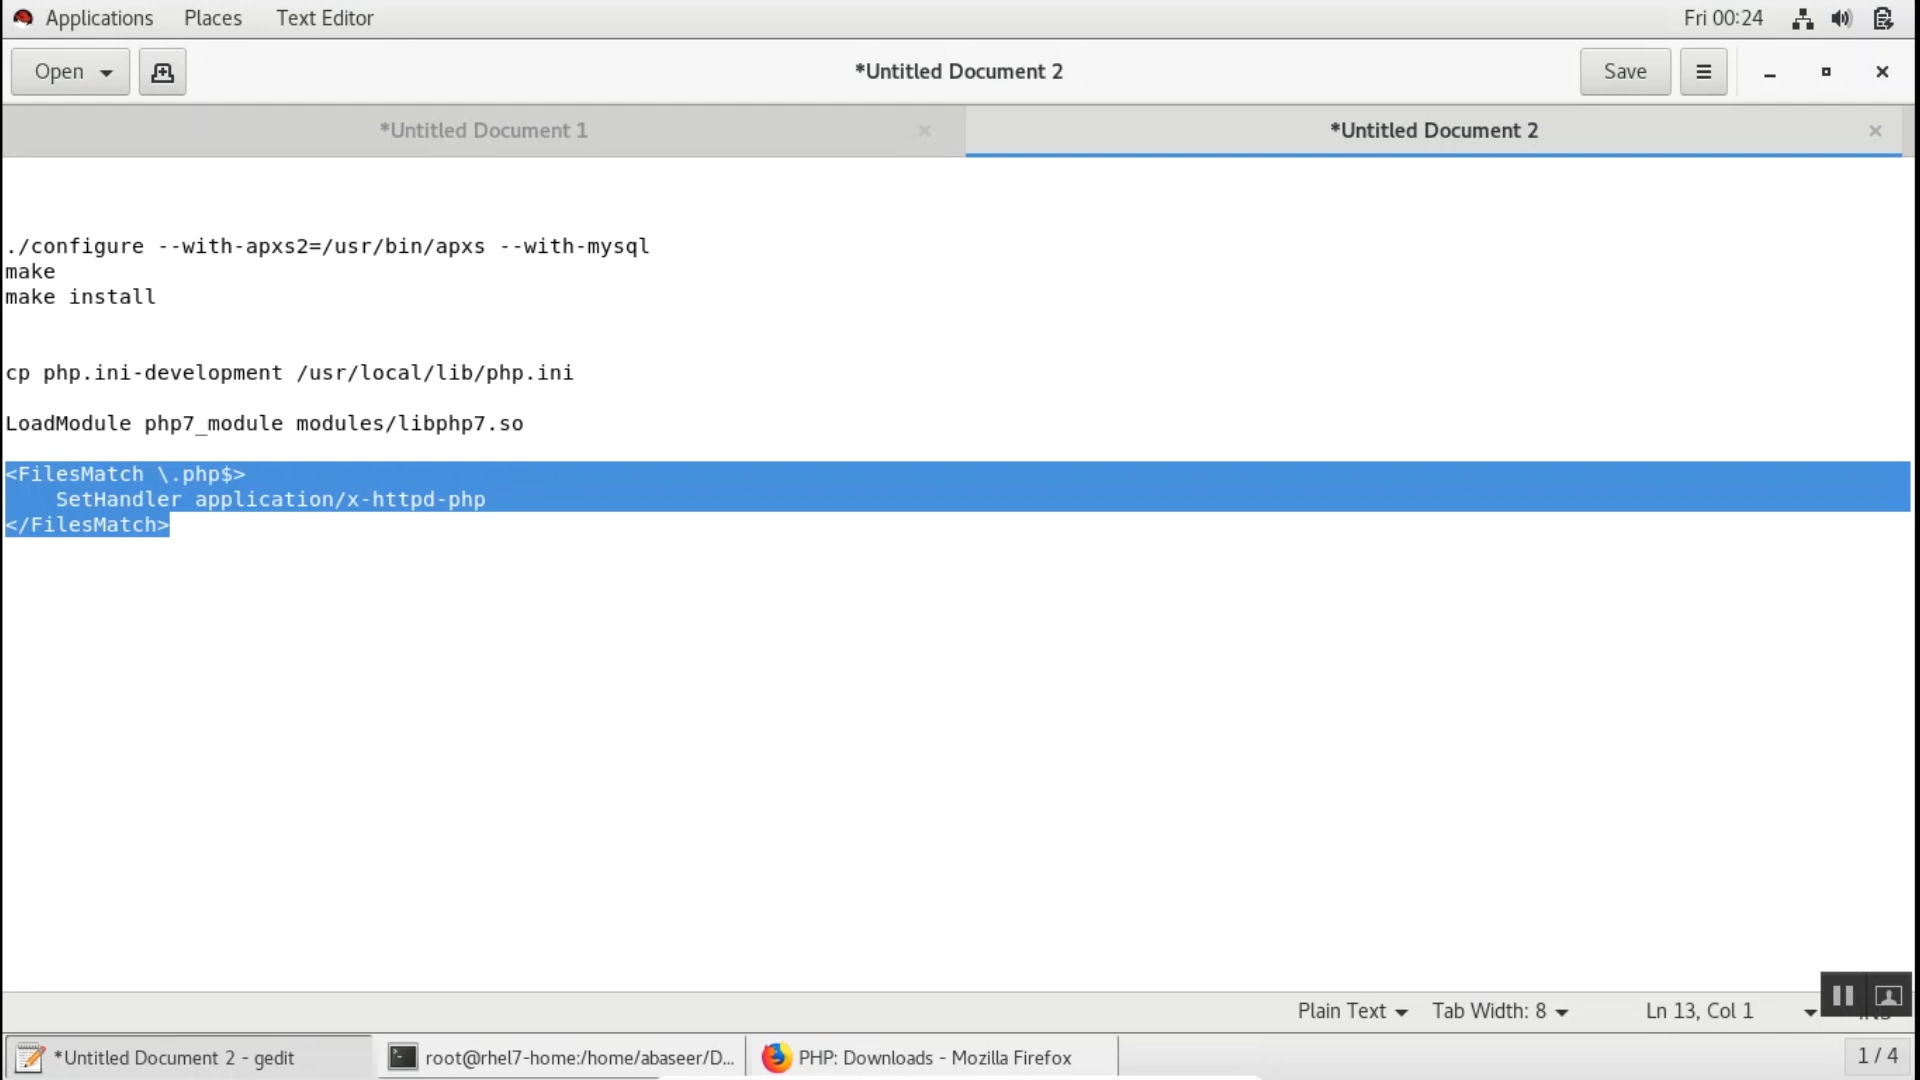 Applications Places Text Editor Fri 00:24
Open *Untitled Document 2 Save
*Untitled Document 1 *Untitled Document 2
./configure --with-apxs2=/usr/bin/apxs --with-mysql
make
make install
cp php.ini-development /usr/local/lib/php.ini
LoadModule php7_module modules/libphp7.so
<FilesMatch \.php$>
    SetHandler application/x-httpd-php
</FilesMatch>
Plain Text Tab Width: 8 Ln 13, Col 1
*Untitled Document 2 - gedit root@rhel7-home:/home/abaseer/D... PHP: Downloads - Mozilla Firefox 1 / 4